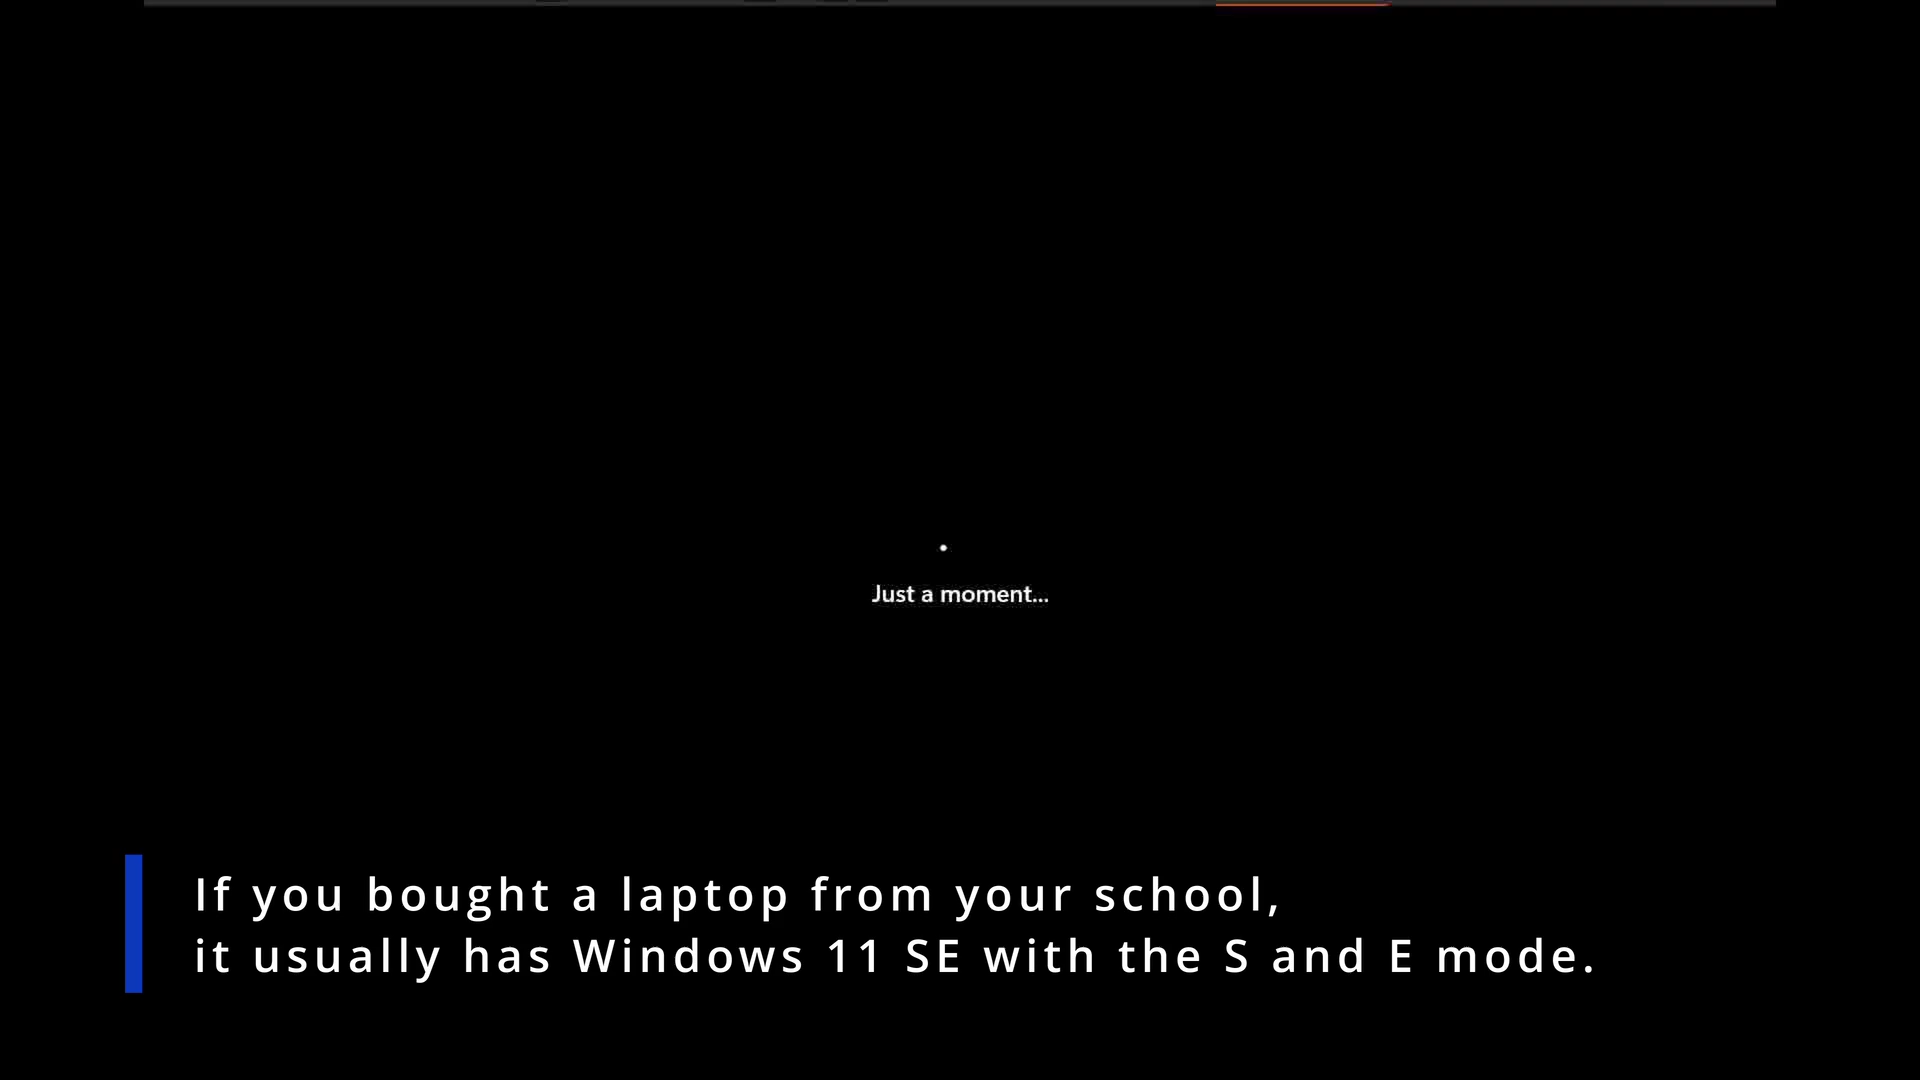 Just a moment...
If you bought a laptop from your school,
it usually has Windows 11 SE with the S and E mode.